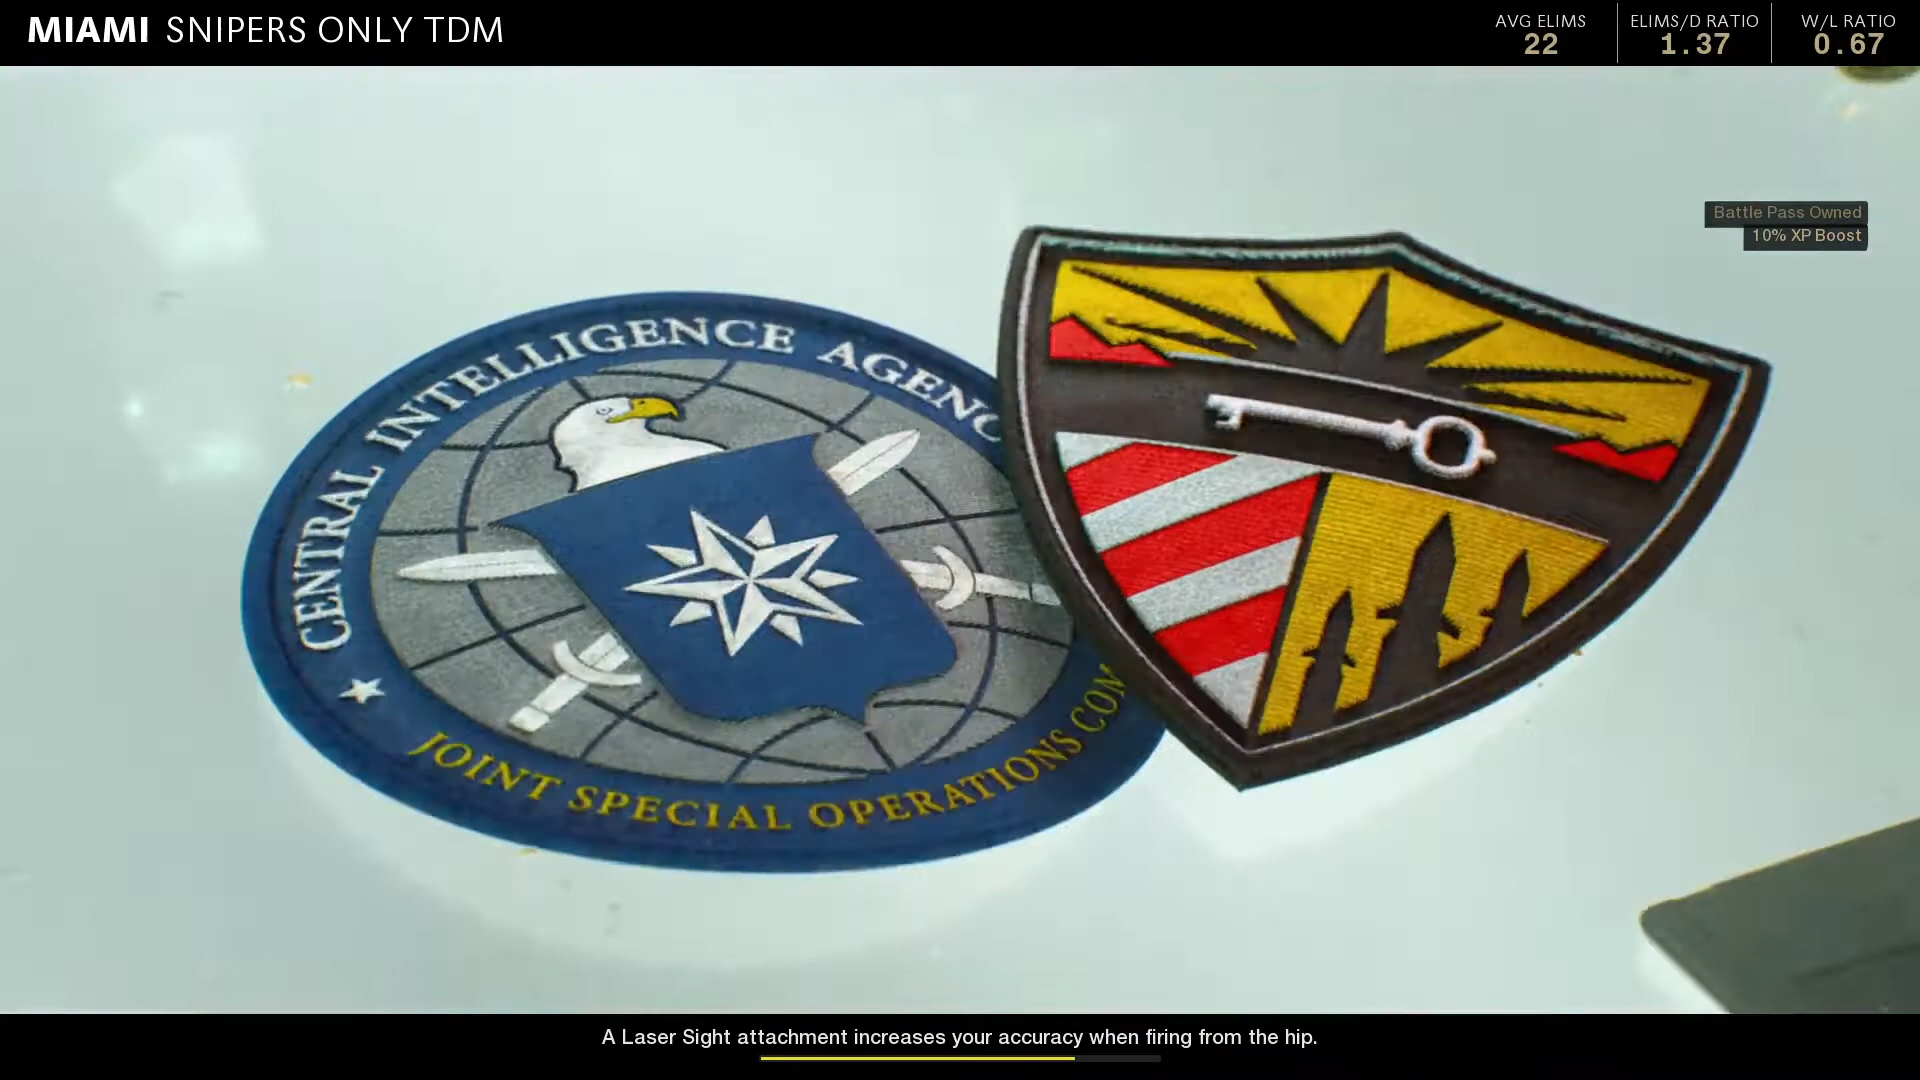 MIAMI SNIPERS ONLY TDM
AVG ELIMS
22
ELIMS/D RATIO
1.37
W/L RATIO
0.67
Battle Pass Owned
10% XP Boost
CENTRAL INTELLIGENCE AGENC
JOINT SPECIAL OPERATIONS COM
A Laser Sight attachment increases your accuracy when firing from the hip.